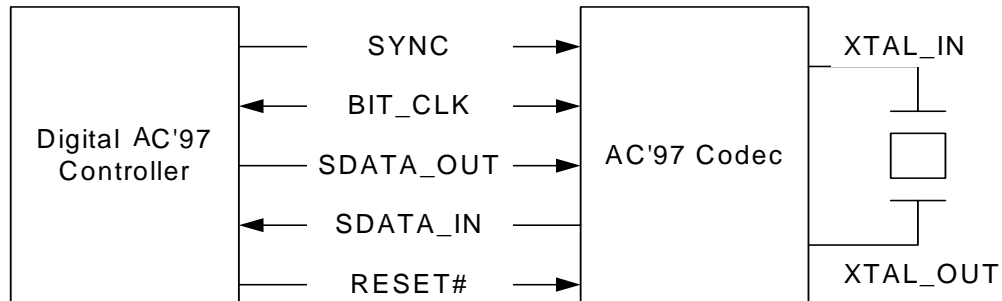 SYNC
BIT_CLK
SDATA_OUT
SDATA_IN
RESET#
Digital AC'97
Controller
AC'97 Codec
XTAL_IN
XTAL_OUT